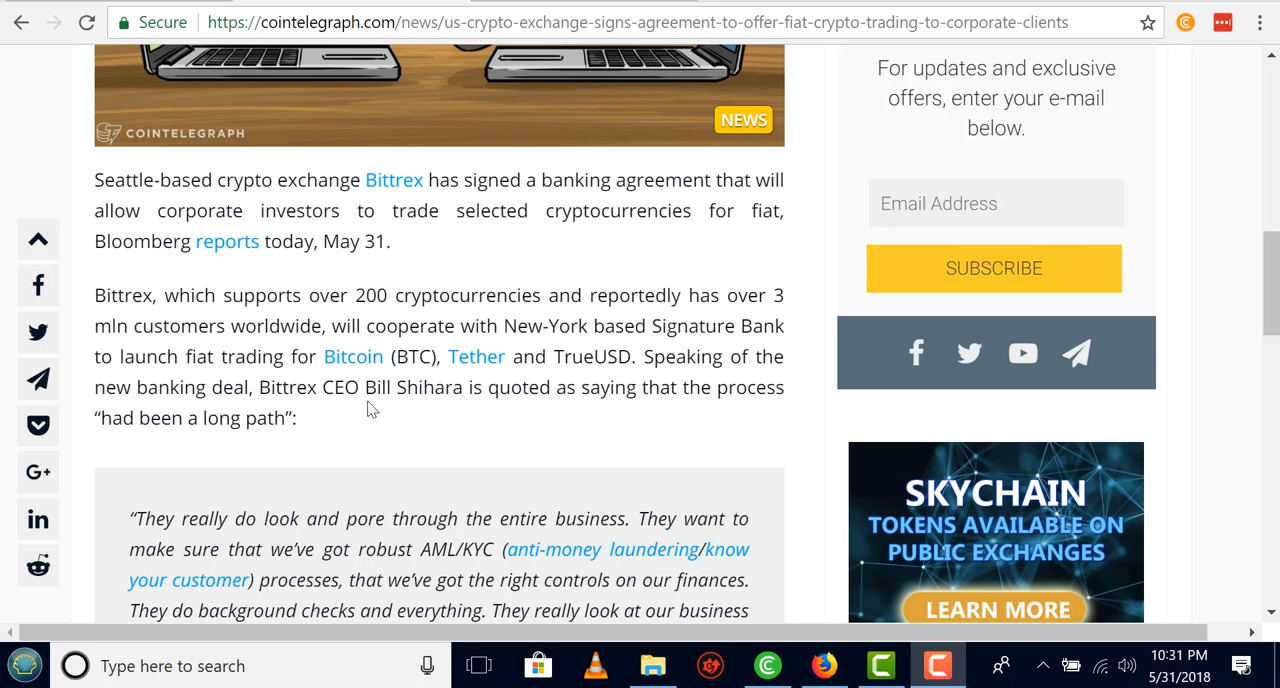 Secure
https://cointelegraph.com/news/us-crypto-exchange-signs-agreement-to-offer-fiat-crypto-trading-to-corporate-clients
COINTELEGRAPH
NEWS
Seattle-based crypto exchange Bittrex has signed a banking agreement that will
allow corporate investors to trade selected cryptocurrencies for fiat,
Bloomberg reports today, May 31.
Bittrex, which supports over 200 cryptocurrencies and reportedly has over 3
mln customers worldwide, will cooperate with New-York based Signature Bank
to launch fiat trading for Bitcoin (BTC), Tether and TrueUSD. Speaking of the
new banking deal, Bittrex CEO Bill Shihara is quoted as saying that the process
“had been a long path”:
“They really do look and pore through the entire business. They want to
make sure that we’ve got robust AML/KYC (anti-money laundering/know
your customer) processes, that we’ve got the right controls on our finances.
They do background checks and everything. They really look at our business
For updates and exclusive
offers, enter your e-mail
below.
Email Address
SUBSCRIBE
SKYCHAIN
TOKENS AVAILABLE ON
PUBLIC EXCHANGES
LEARN MORE
G+
in
Type here to search
10:31 PM
5/31/2018